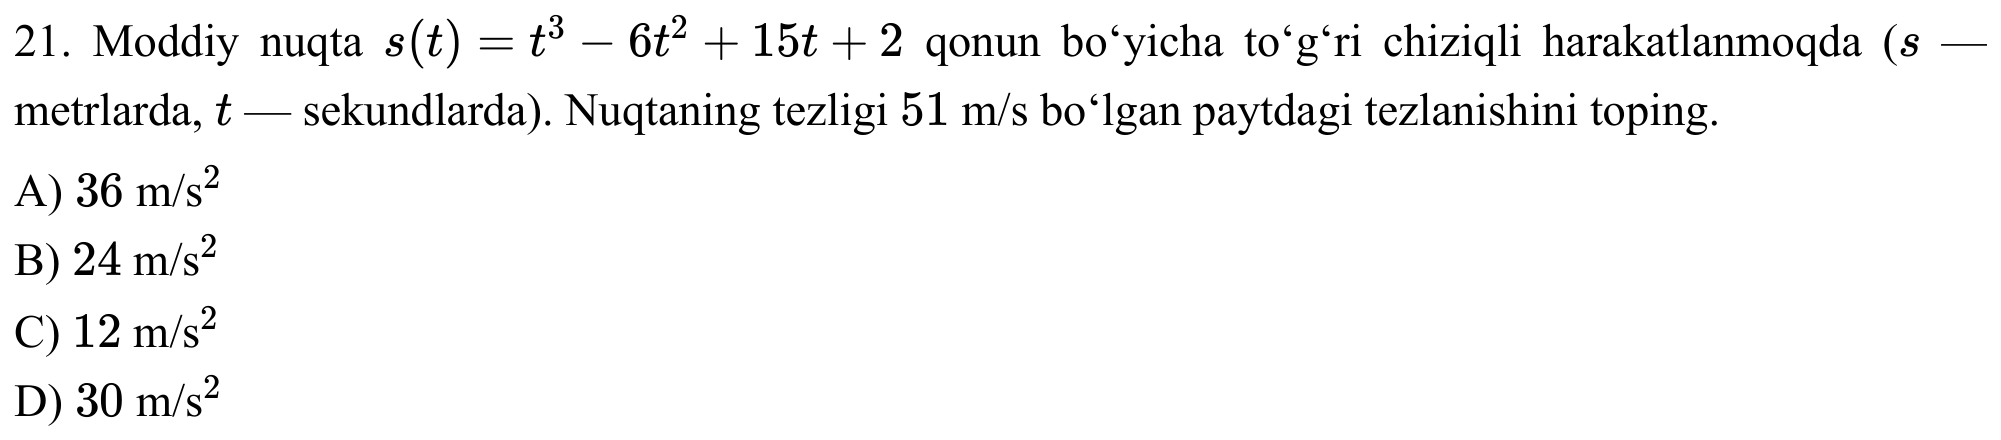 21. Moddiy nuqta s(t) = t³ − 6t² + 15t + 2 qonun bo‘yicha to‘g‘ri chiziqli harakatlanmoqda (s —
metrlarda, t — sekundlarda). Nuqtaning tezligi 51 m/s bo‘lgan paytdagi tezlanishini toping.
A) 36 m/s²
B) 24 m/s²
C) 12 m/s²
D) 30 m/s²